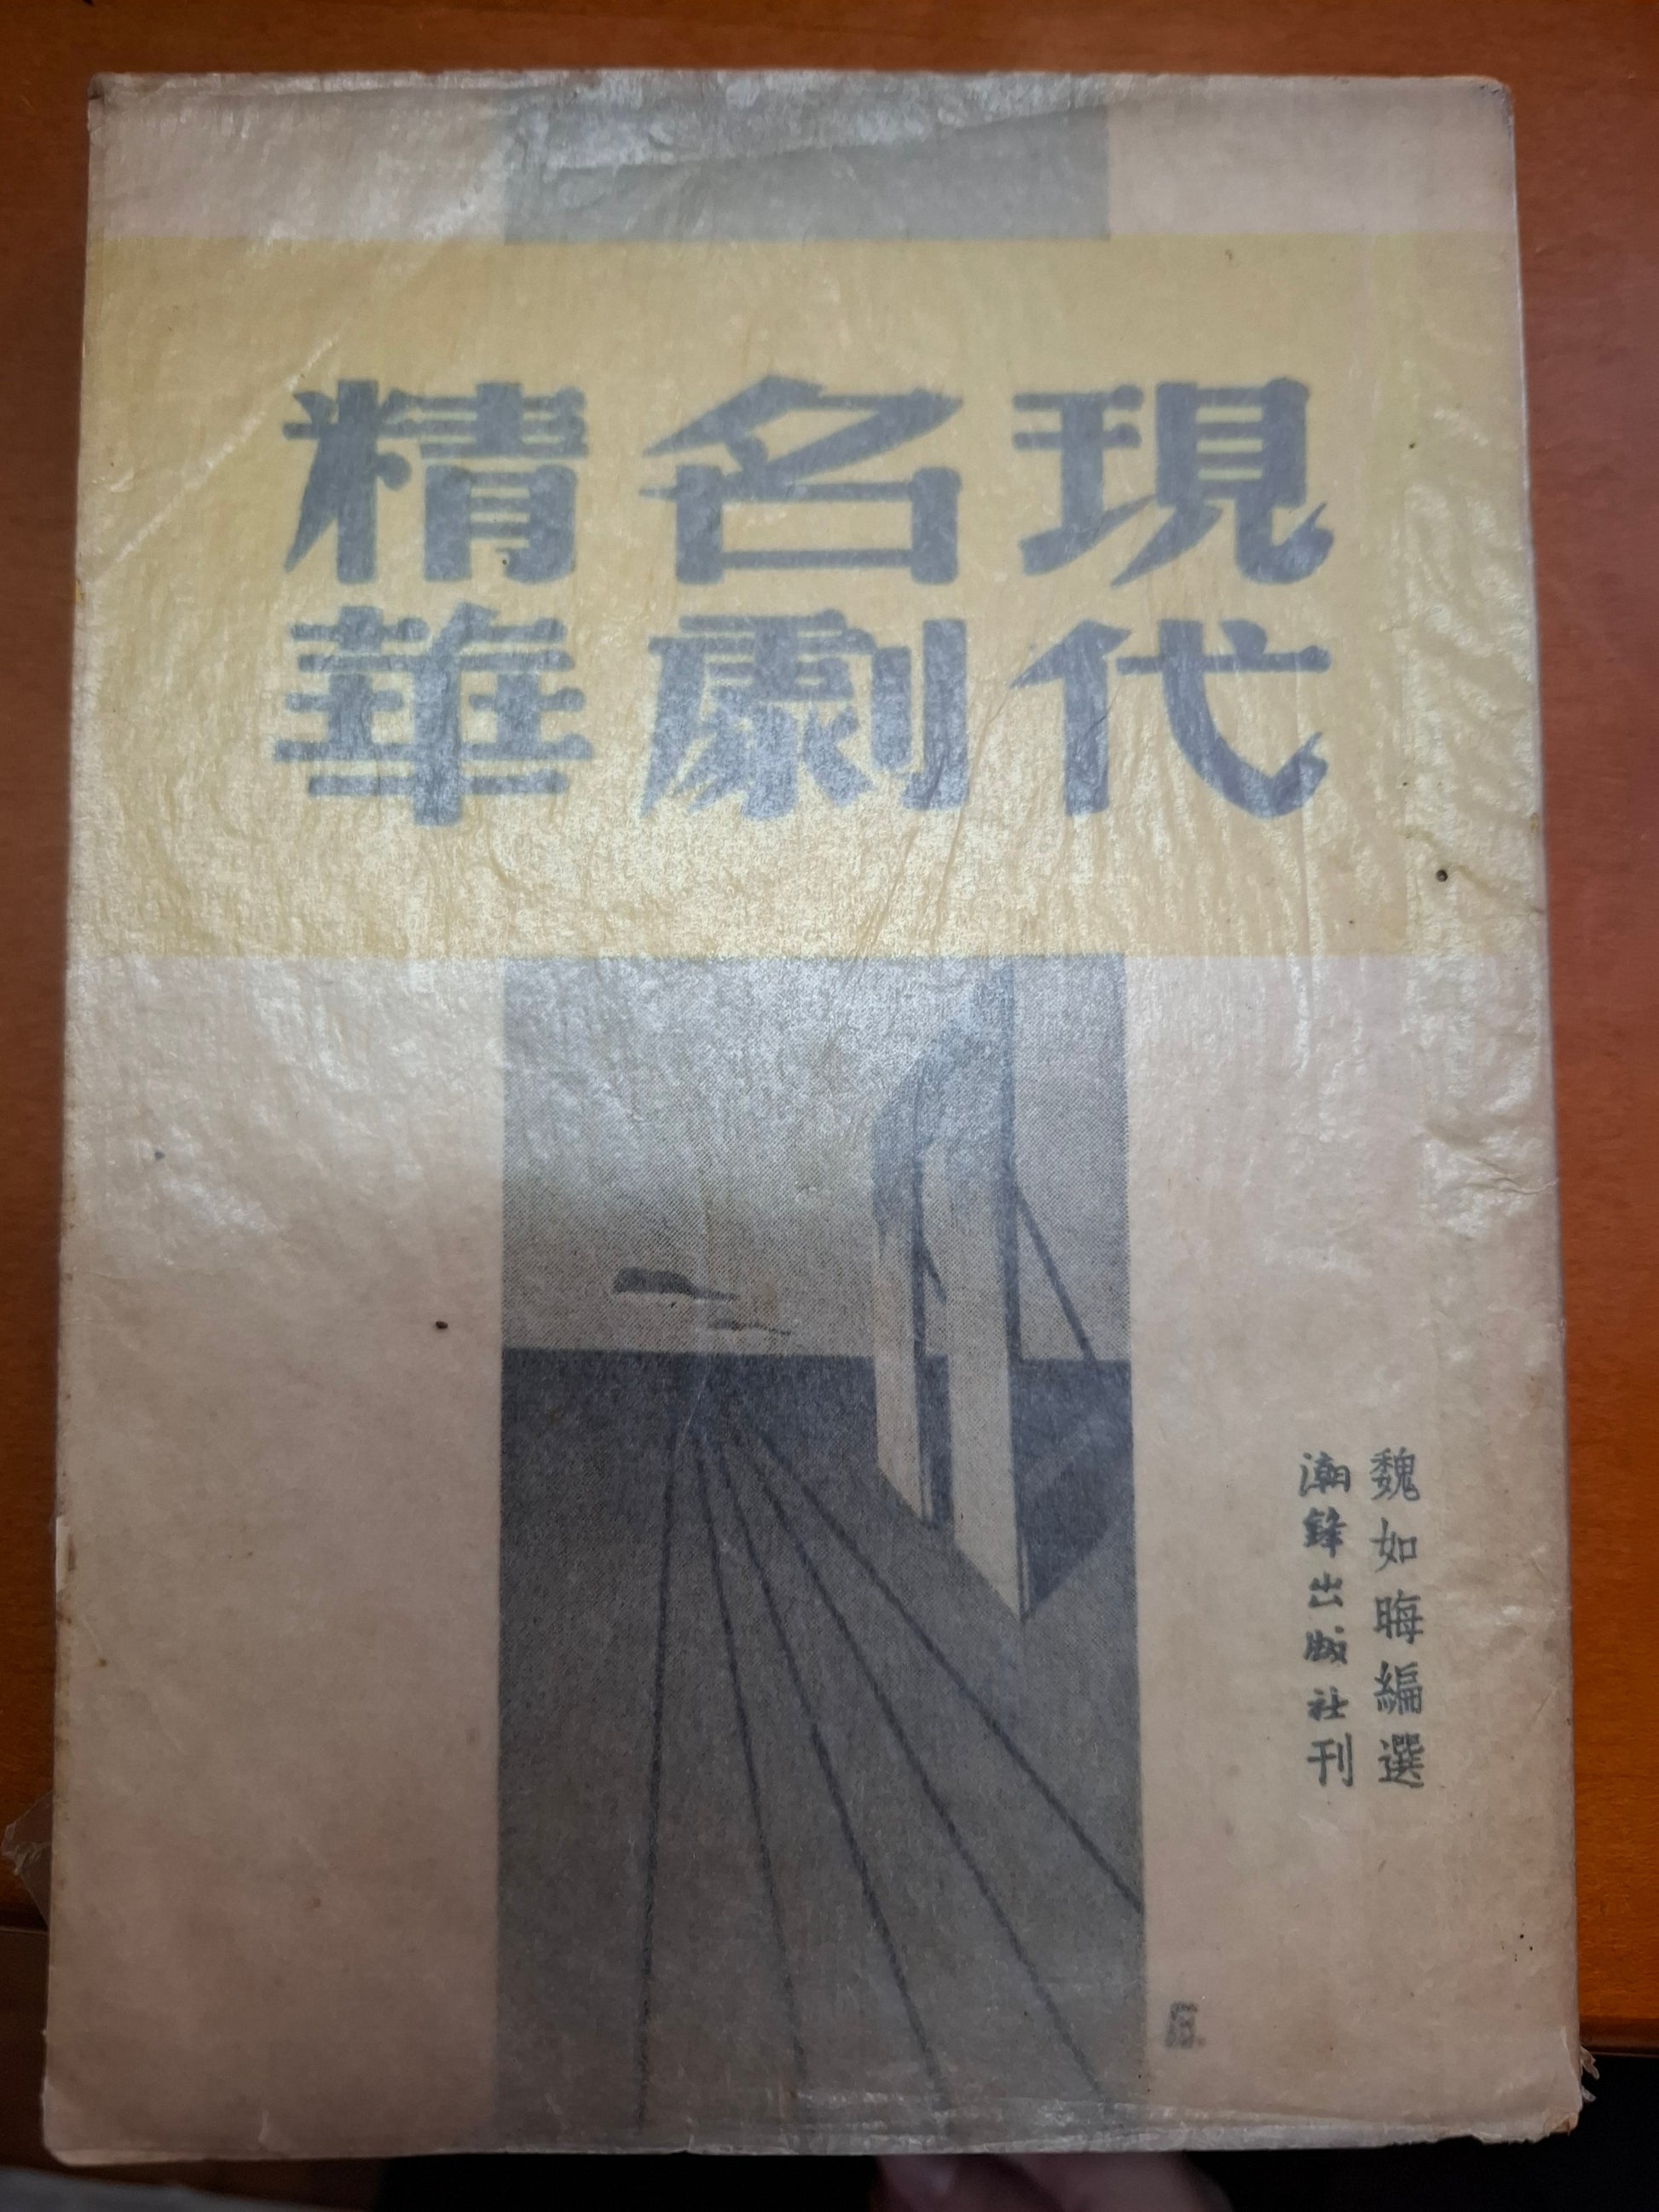 現代
名劇
精華
魏如晦編選
潮鋒出版社刊